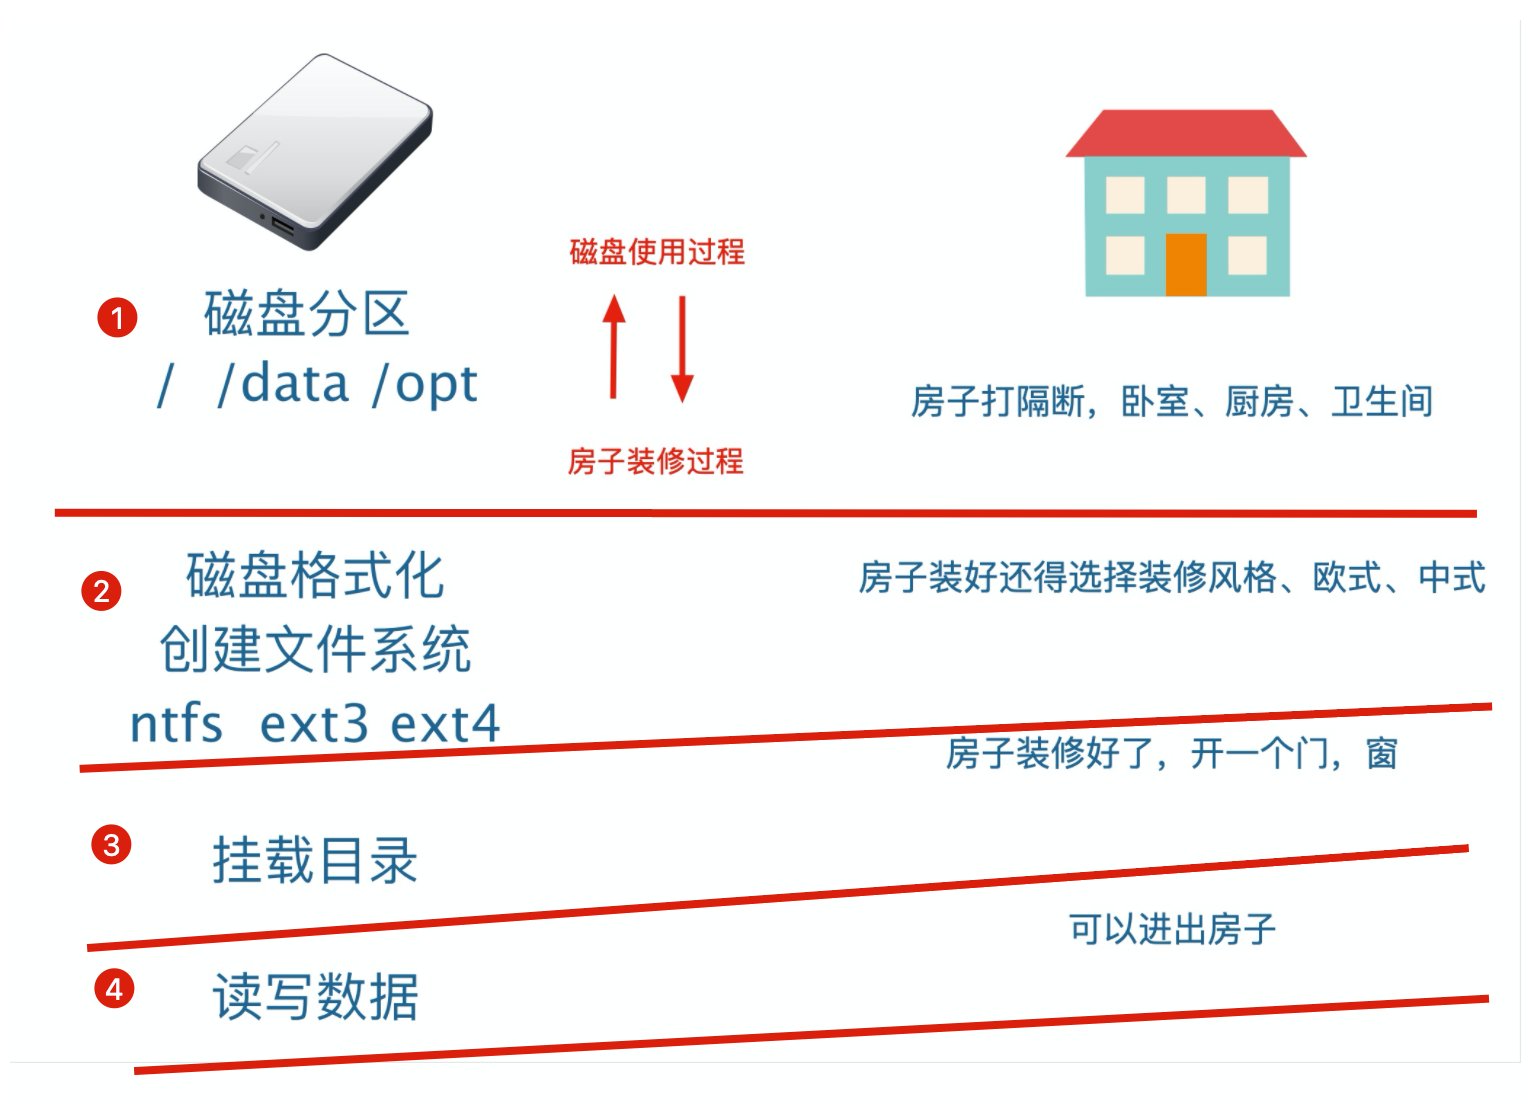 磁盘使用过程
1 磁盘分区
/ /data /opt
房子打隔断，卧室、厨房、卫生间
房子装修过程
2 磁盘格式化
房子装好还得选择装修风格、欧式、中式
创建文件系统
ntfs ext3 ext4
房子装修好了，开一个门，窗
3 挂载目录
可以进出房子
4 读写数据